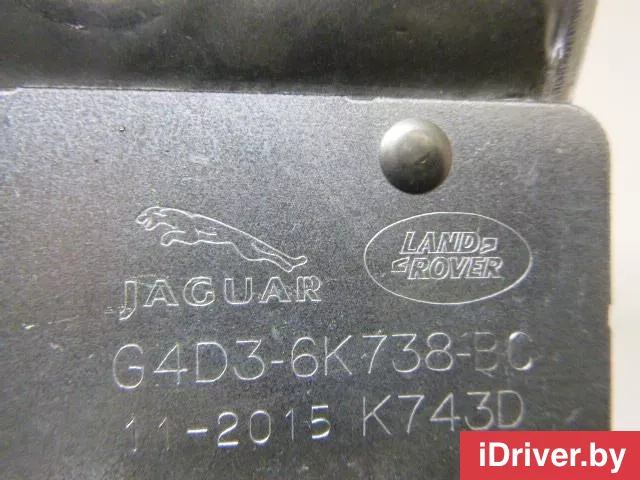 JAGUAR
LAND
ROVER
G4D3-6K738-BC
11-2015 K743D
iDriver.by